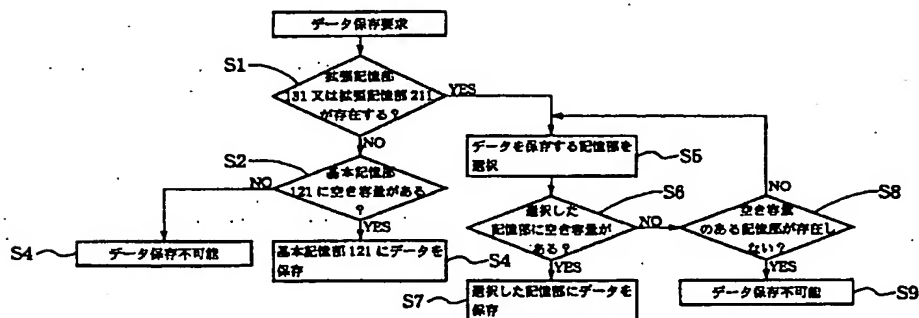 データ保存要求
S1
拡張記憶部
131 又は拡張記憶部 211
が存在する?
YES
NO
S2
基本記憶部
121 に空き容量がある
?
NO
YES
S4
データ保存不可能
基本記憶部 121 にデータを
保存
S4
データを保存する記憶部を
選択
S5
選択した
記憶部に空き容量が
ある?
S6
NO
YES
S7
選択した記憶部にデータを
保存
空き容量
のある記憶部が存在し
ない?
S8
NO
YES
データ保存不可能
S9